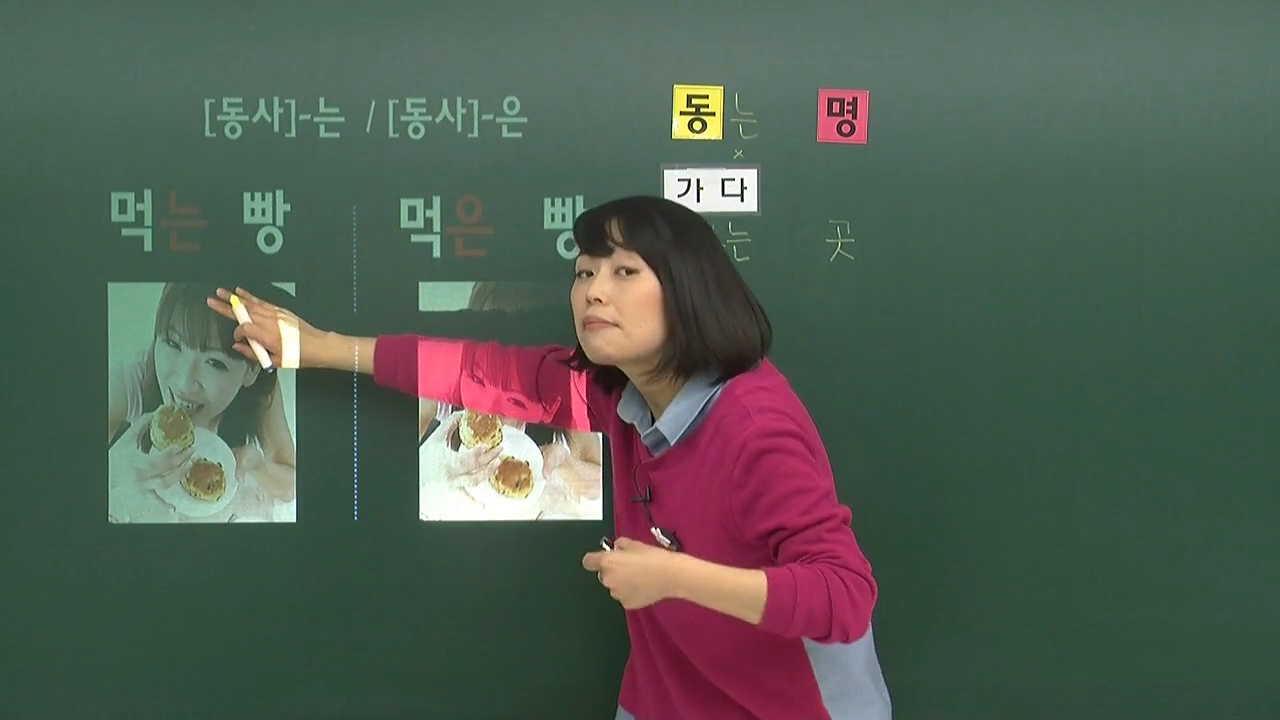 [동사]-는 / [동사]-은
동 는 명
x
가 다
먹는 빵
먹은 빵
는 곳